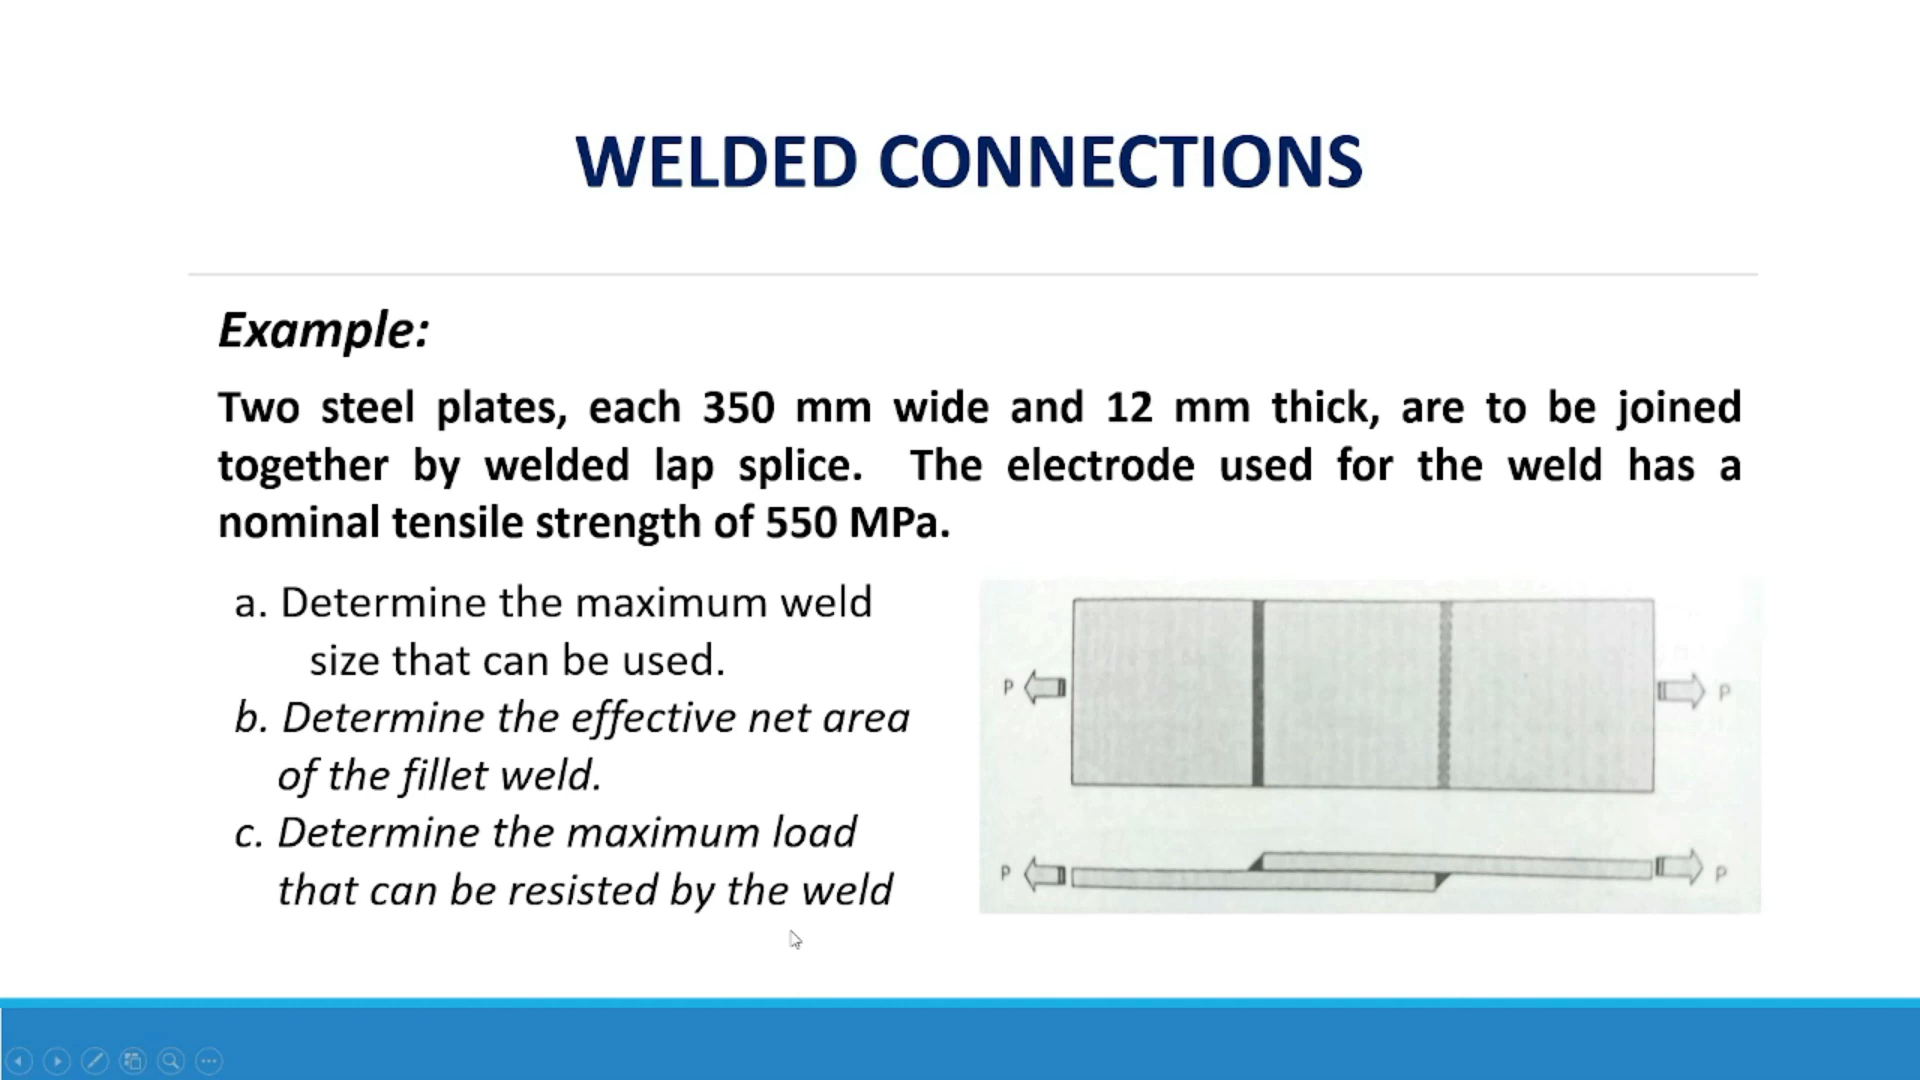 WELDED CONNECTIONS
Example:
Two steel plates, each 350 mm wide and 12 mm thick, are to be joined
together by welded lap splice. The electrode used for the weld has a
nominal tensile strength of 550 MPa.
a. Determine the maximum weld
size that can be used.
b. Determine the effective net area
of the fillet weld.
c. Determine the maximum load
that can be resisted by the weld
P
P
P
P